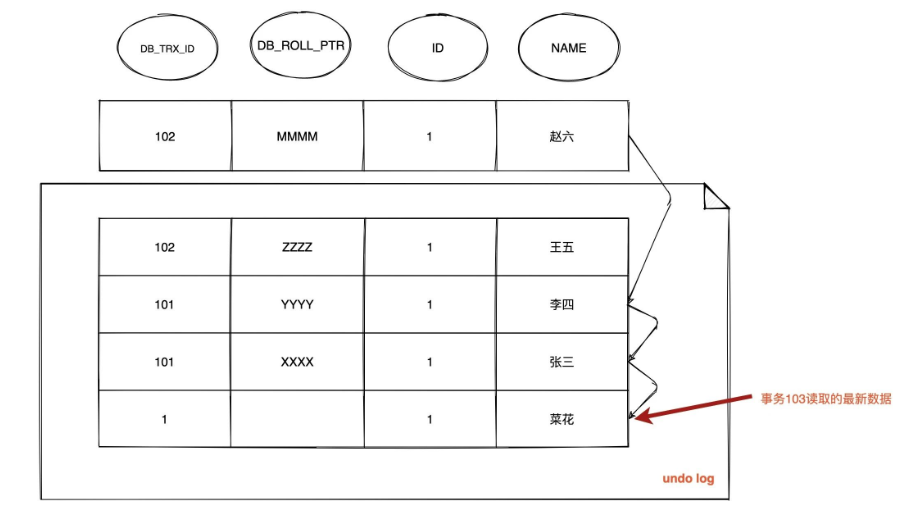 DB_TRX_ID DB_ROLL_PTR ID NAME
102 MMMM 1 赵六
102 ZZZZ 1 王五
101 YYYY 1 李四
101 XXXX 1 张三
1 1 菜花
事务103读取的最新数据
undo log